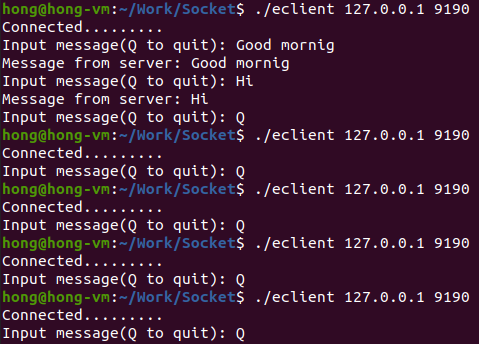 hong@hong-vm:~/Work/Socket$ ./eclient 127.0.0.1 9190
Connected.........
Input message(Q to quit): Good mornig
Message from server: Good mornig
Input message(Q to quit): Hi
Message from server: Hi
Input message(Q to quit): Q
hong@hong-vm:~/Work/Socket$ ./eclient 127.0.0.1 9190
Connected.........
Input message(Q to quit): Q
hong@hong-vm:~/Work/Socket$ ./eclient 127.0.0.1 9190
Connected.........
Input message(Q to quit): Q
hong@hong-vm:~/Work/Socket$ ./eclient 127.0.0.1 9190
Connected.........
Input message(Q to quit): Q
hong@hong-vm:~/Work/Socket$ ./eclient 127.0.0.1 9190
Connected.........
Input message(Q to quit): Q